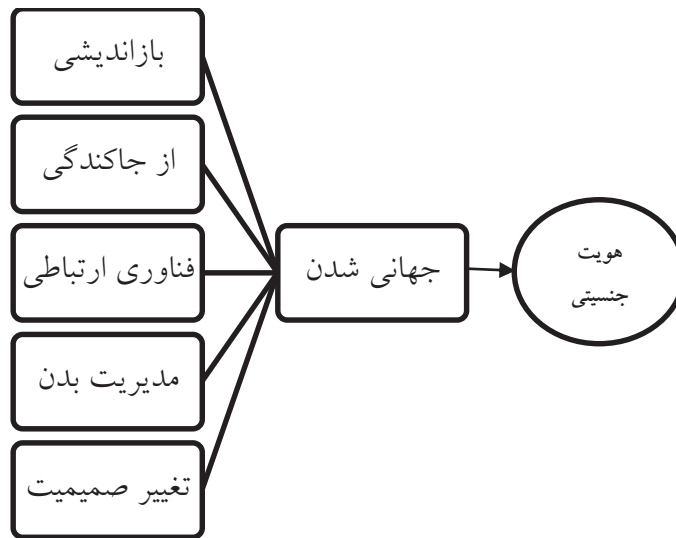 بازاندیشی
از جاکندگی
فناوری ارتباطی
مدیریت بدن
تغییر صمیمیت
جهانی شدن
هویت
جنسیتی